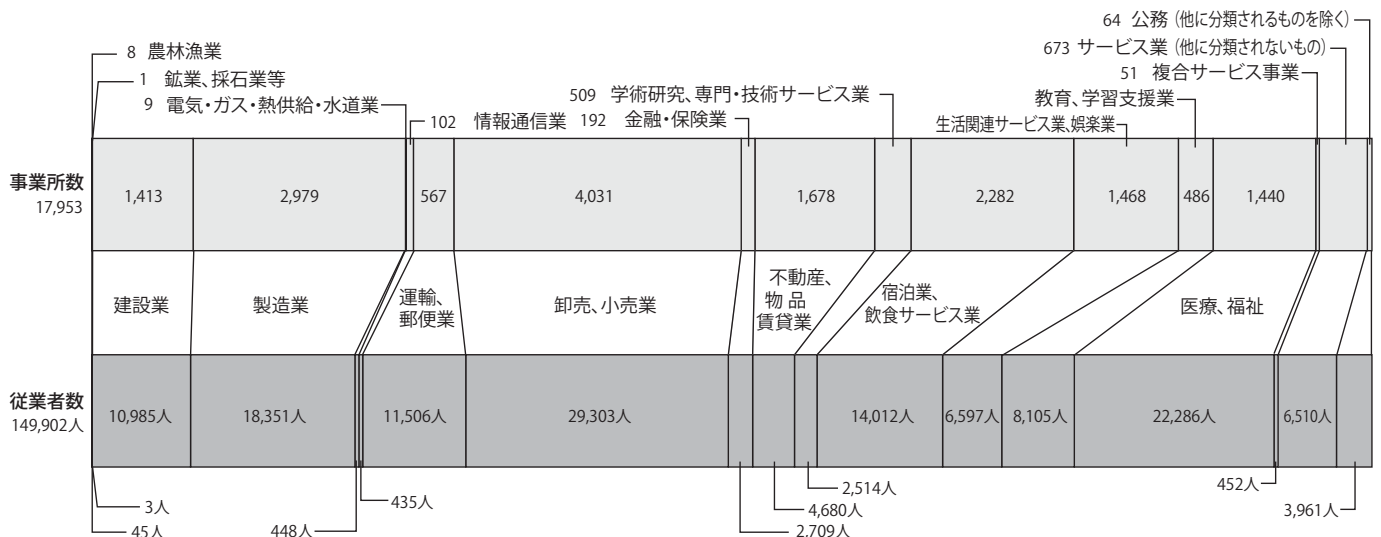 64 公務（他に分類されるものを除く）
8 農林漁業
673 サービス業（他に分類されないもの）
1 鉱業、採石業等
51 複合サービス事業
9 電気・ガス・熱供給・水道業
509 学術研究、専門・技術サービス業
教育、学習支援業
102 情報通信業
192 金融・保険業
生活関連サービス業、娯楽業
事業所数
17,953
1,413
2,979
567
4,031
1,678
2,282
1,468
486
1,440
建設業
製造業
運輸、
郵便業
卸売、小売業
不動産、
物品
賃貸業
宿泊業、
飲食サービス業
医療、福祉
従業者数
149,902人
10,985人
18,351人
11,506人
29,303人
14,012人
6,597人
8,105人
22,286人
6,510人
3人
45人
448人
435人
2,514人
4,680人
2,709人
452人
3,961人